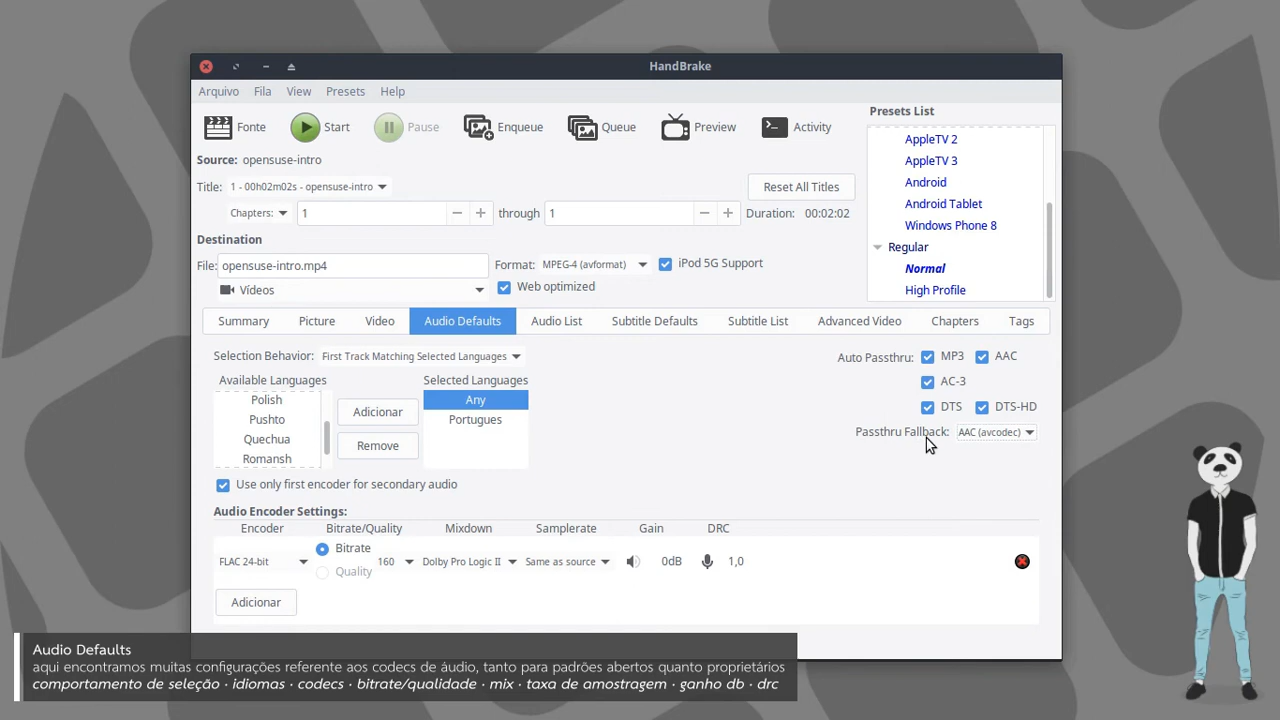 HandBrake
Arquivo Fila View Presets Help
Fonte Start Pause Enqueue Queue Preview Activity
Presets List
AppleTV 2
AppleTV 3
Android
Android Tablet
Windows Phone 8
Regular
Normal
High Profile
Source: opensuse-intro
Title: 1 - 00h02m02s - opensuse-intro Reset All Titles
Chapters: 1 through 1 Duration: 00:02:02
Destination
File: opensuse-intro.mp4 Format: MPEG-4 (avformat) iPod 5G Support
Vídeos Web optimized
Summary Picture Video Audio Defaults Audio List Subtitle Defaults Subtitle List Advanced Video Chapters Tags
Selection Behavior: First Track Matching Selected Languages
Auto Passthru: MP3 AAC
AC-3
DTS DTS-HD
Passthru Fallback: AAC (avcodec)
Available Languages
Polish
Pushto
Quechua
Romansh
Adicionar
Remove
Selected Languages
Any
Portugues
Use only first encoder for secondary audio
Audio Encoder Settings:
Encoder Bitrate/Quality Mixdown Samplerate Gain DRC
FLAC 24-bit Bitrate 160 Dolby Pro Logic II Same as source 0dB 1,0
Quality
Adicionar
Audio Defaults
aqui encontramos muitas configurações referente aos codecs de áudio, tanto para padrões abertos quanto proprietários
comportamento de seleção · idiomas · codecs · bitrate/qualidade · mix · taxa de amostragem · ganho db · drc